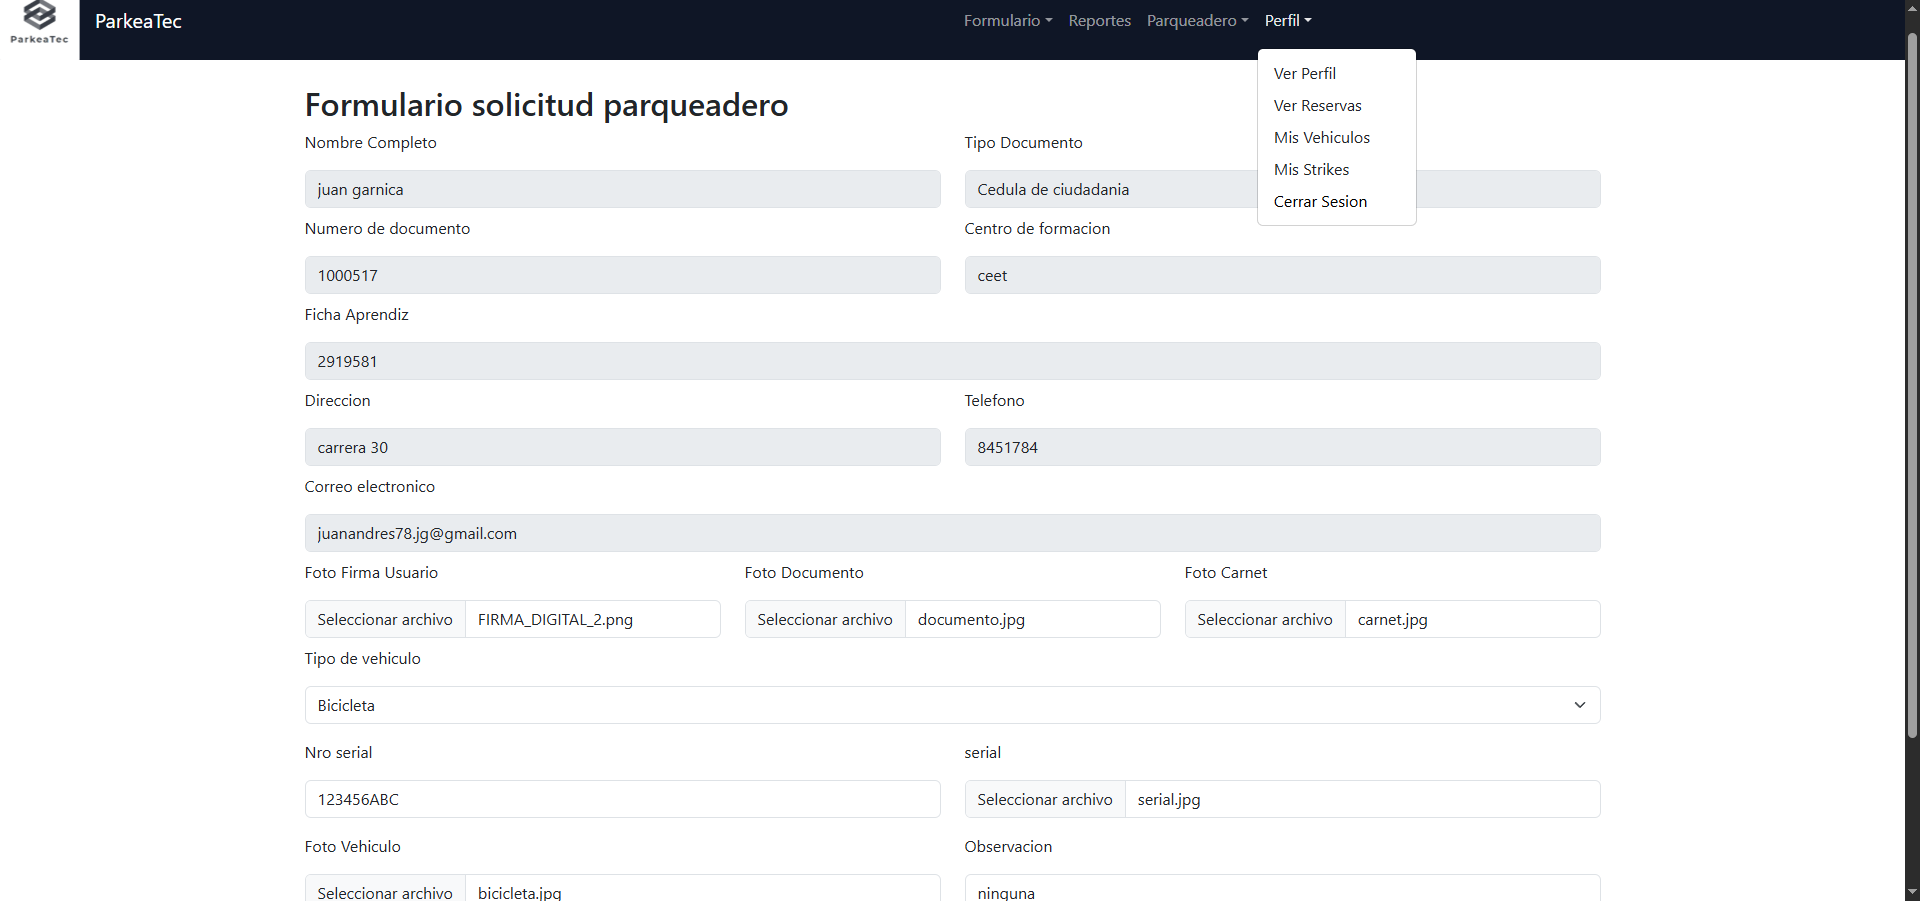 ParkeaTec
ParkeaTec
Formulario
Reportes
Parqueadero
Perfil
Ver Perfil
Ver Reservas
Mis Vehiculos
Mis Strikes
Cerrar Sesion
Formulario solicitud parqueadero
Nombre Completo
Tipo Documento
juan garnica
Cedula de ciudadania
Numero de documento
Centro de formacion
1000517
ceet
Ficha Aprendiz
2919581
Direccion
Telefono
carrera 30
8451784
Correo electronico
juanandres78.jg@gmail.com
Foto Firma Usuario
Foto Documento
Foto Carnet
Seleccionar archivo FIRMA_DIGITAL_2.png
Seleccionar archivo documento.jpg
Seleccionar archivo carnet.jpg
Tipo de vehiculo
Bicicleta
Nro serial
serial
123456ABC
Seleccionar archivo serial.jpg
Foto Vehiculo
Observacion
Seleccionar archivo bicicleta.jpg
ninguna